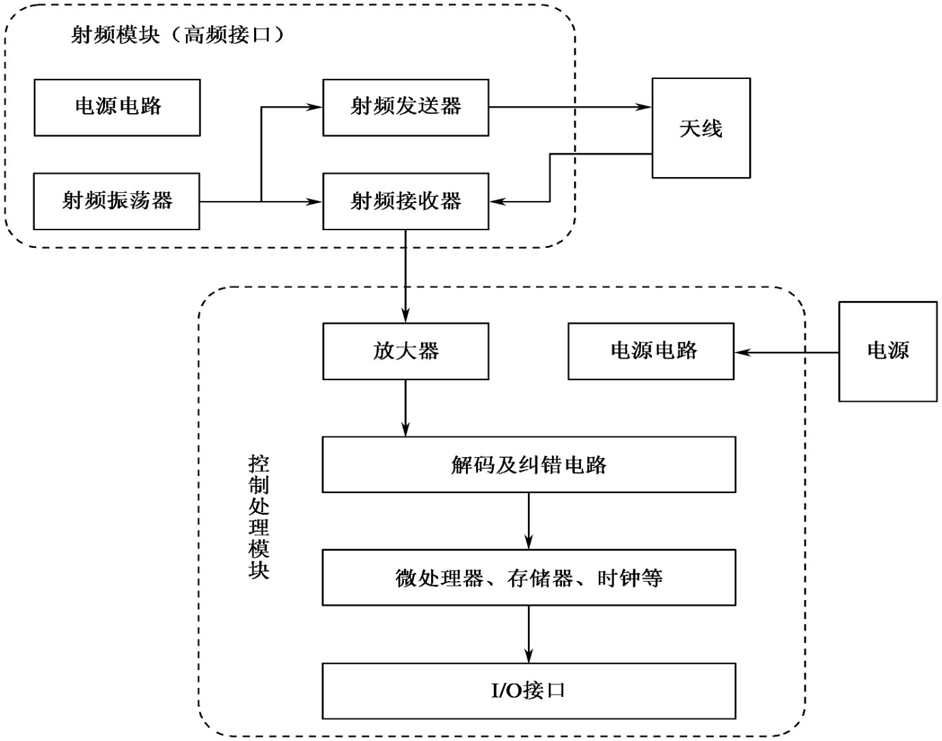 射频模块（高频接口）
电源电路
射频发送器
天线
射频振荡器
射频接收器
放大器
电源电路
电源
控制处理模块
解码及纠错电路
微处理器、存储器、时钟等
I/O接口